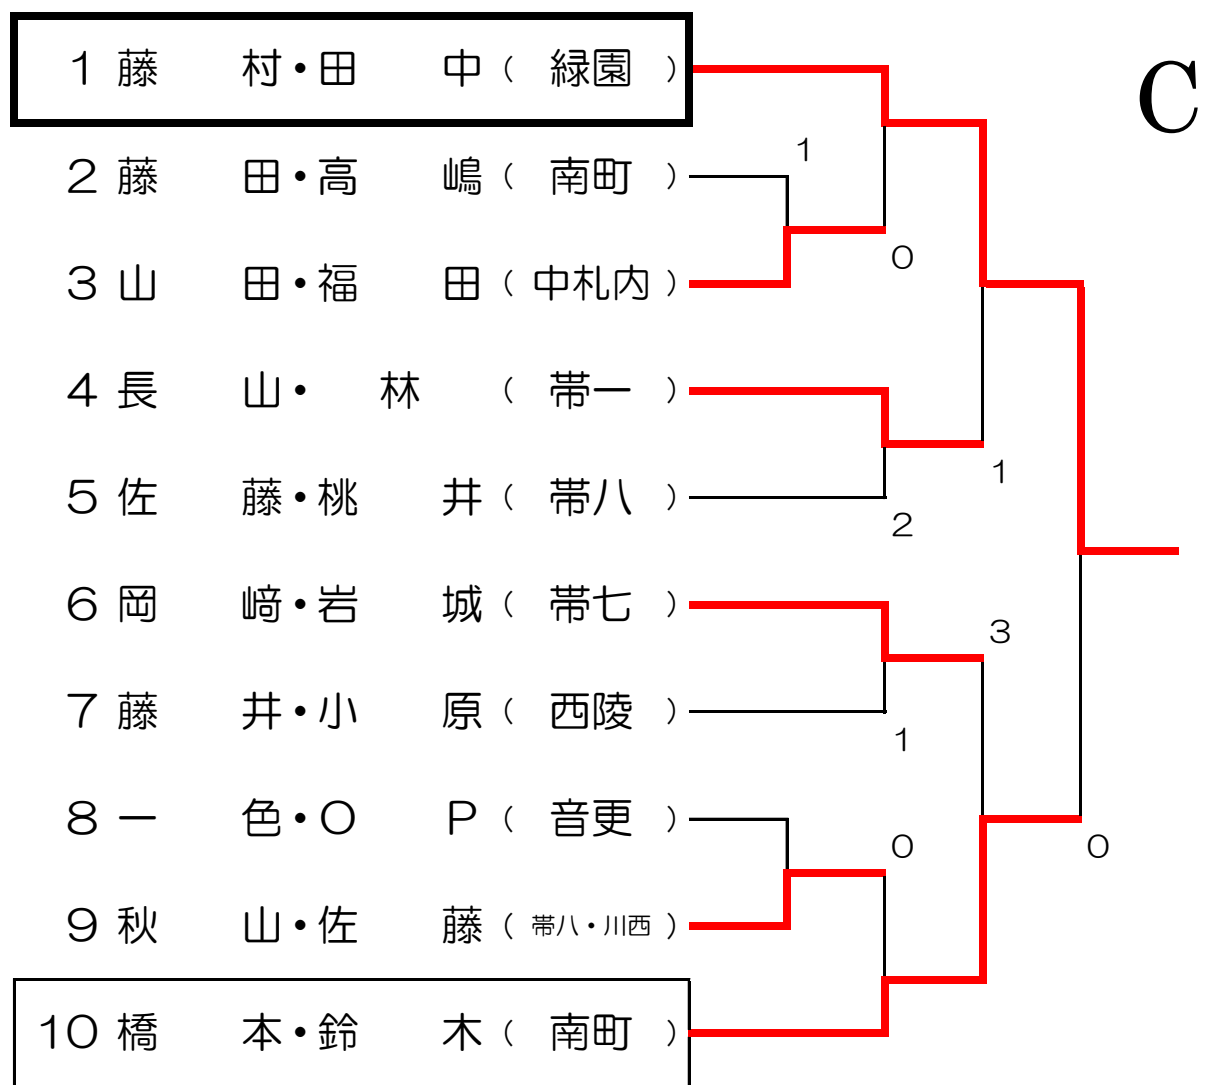 1 藤 村・田 中 ( 緑園 )
C
1
2 藤 田・高 嶋 ( 南町 )
0
3 山 田・福 田 ( 中札内 )
4 長 山・ 林 ( 帯一 )
1
5 佐 藤・桃 井 ( 帯八 )
2
6 岡 﨑・岩 城 ( 帯七 )
3
7 藤 井・小 原 ( 西陵 )
1
8 一 色・O P ( 音更 )
0
0
9 秋 山・佐 藤 ( 帯八・川西 )
10 橋 本・鈴 木 ( 南町 )